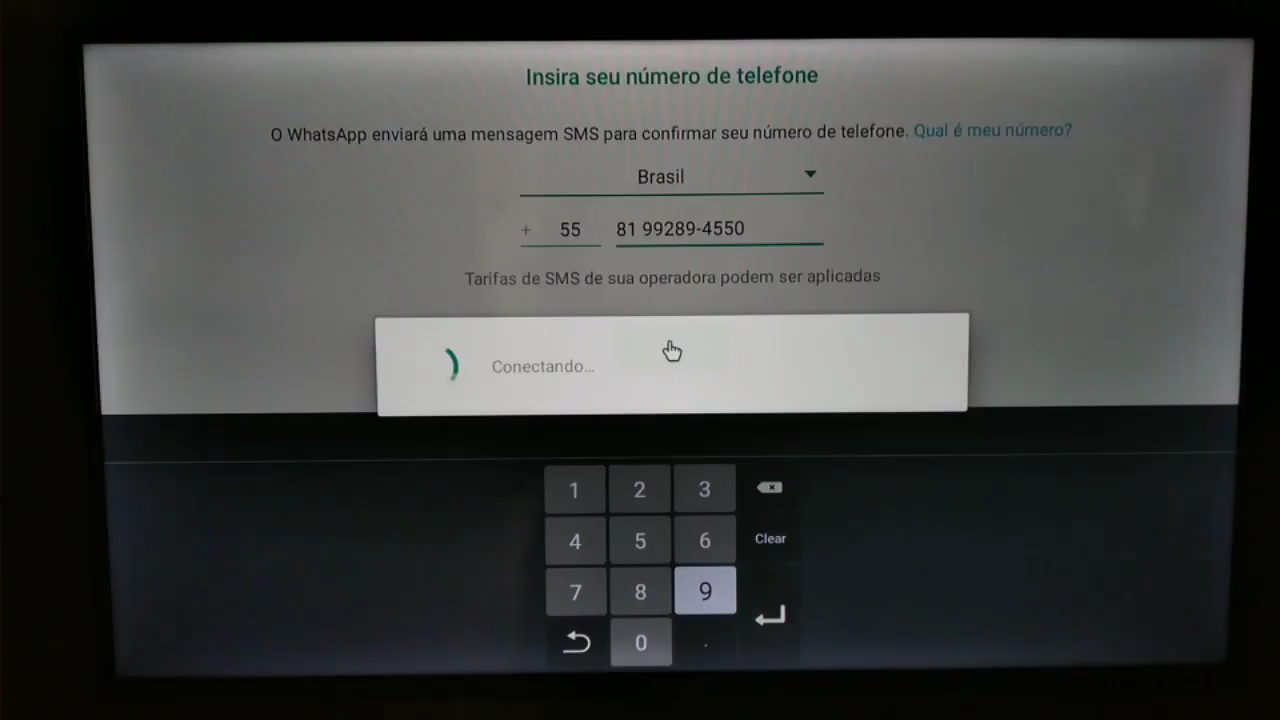 Insira seu número de telefone
O WhatsApp enviará uma mensagem SMS para confirmar seu número de telefone. Qual é meu número?
Brasil
+ 55 81 99289-4550
Tarifas de SMS de sua operadora podem ser aplicadas
Conectando...
1 2 3
4 5 6 Clear
7 8 9
0 .